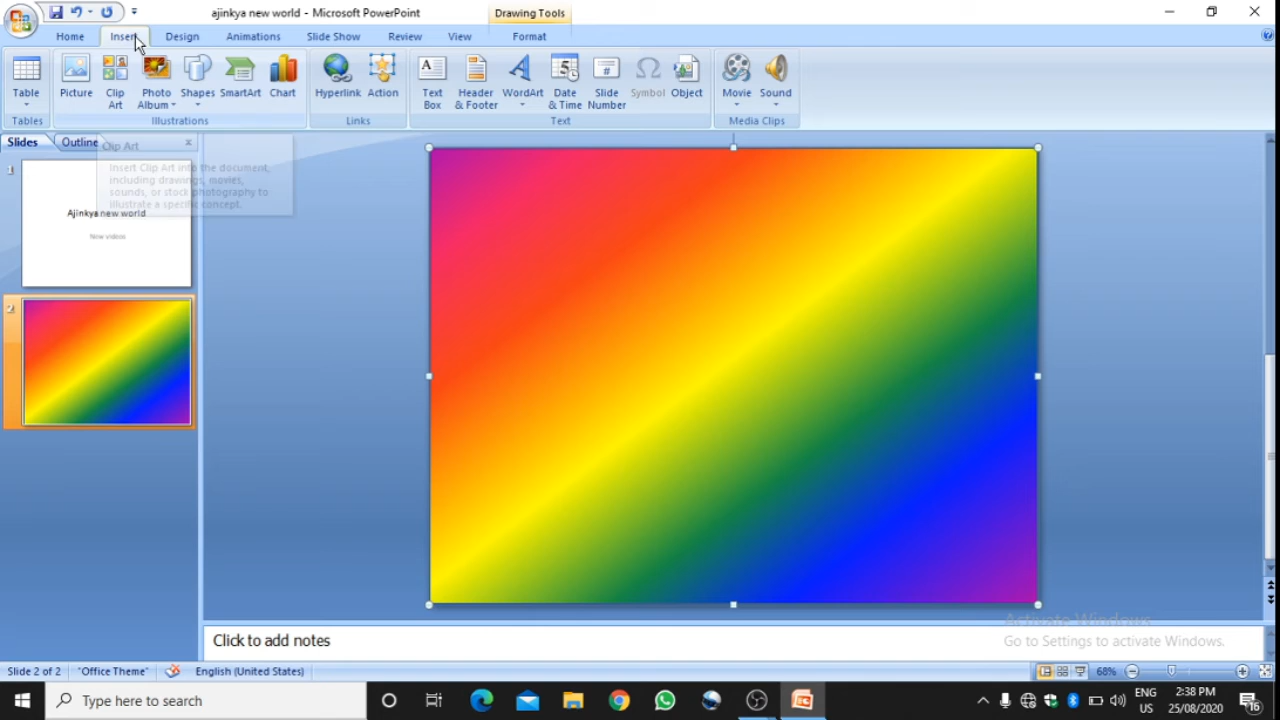 ajinkya new world - Microsoft PowerPoint
Drawing Tools
Home
Insert
Design
Animations
Slide Show
Review
View
Format
Table
Picture
Clip
Art
Photo
Album
Shapes
SmartArt
Chart
Hyperlink
Action
Text
Box
Header
& Footer
WordArt
Date
& Time
Slide
Number
Symbol
Object
Movie
Sound
Tables
Illustrations
Links
Text
Media Clips
Slides
Outline
Clip Art
Insert Clip Art into the document,
including drawings, movies,
sounds, or stock photography to
illustrate a specific concept.
1
Ajinkya new world
New videos
2
Click to add notes
Activate Windows
Go to Settings to activate Windows.
Slide 2 of 2
"Office Theme"
English (United States)
68%
Type here to search
ENG
US
2:38 PM
25/08/2020
16